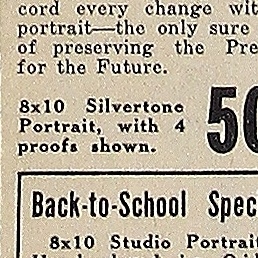 cord every change wit
portrait—the only sure
of preserving the Pre
for the Future.
8x10 Silvertone
Portrait, with 4
proofs shown.
50
Back-to-School Spec
8x10 Studio Portrait